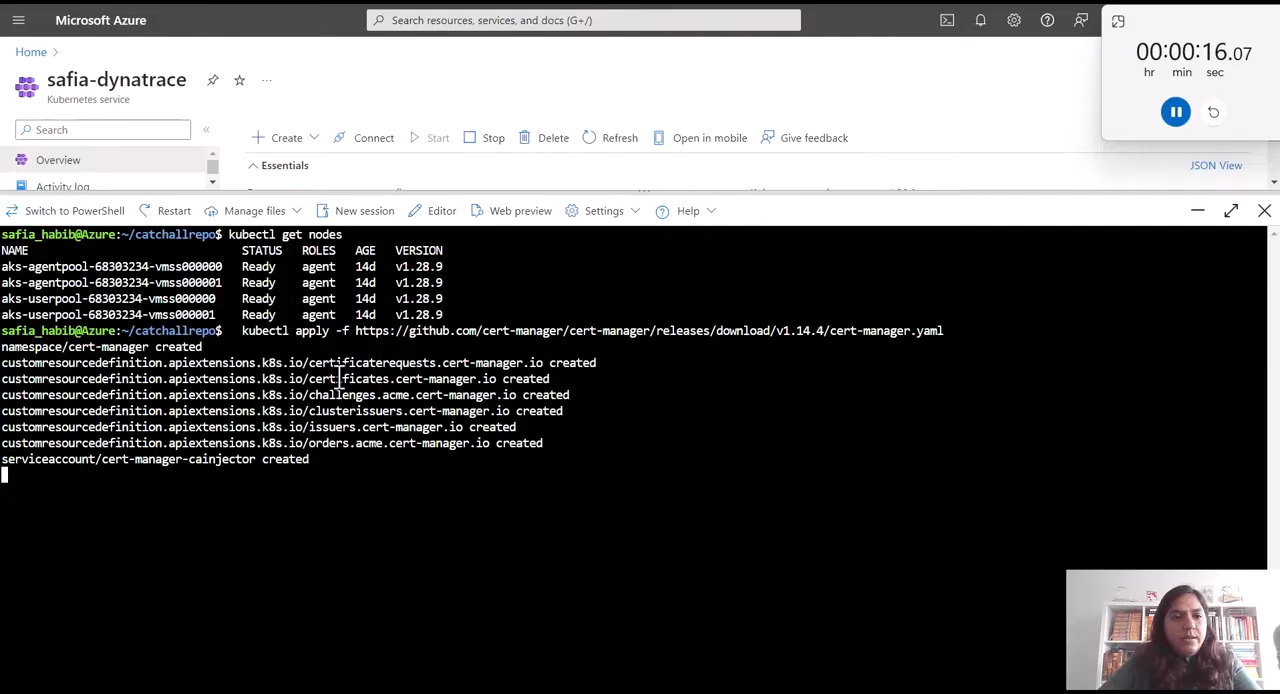 Microsoft Azure
Search resources, services, and docs (G+/)
00:00:16.07
hr min sec
Home >
safia-dynatrace
Kubernetes service
Search
Create
Connect
Start
Stop
Delete
Refresh
Open in mobile
Give feedback
Overview
Essentials
JSON View
Activity log
Switch to PowerShell
Restart
Manage files
New session
Editor
Web preview
Settings
Help
safia_habib@Azure:~/catchallrepo$ kubectl get nodes
NAME STATUS ROLES AGE VERSION
aks-agentpool-68303234-vmss000000 Ready agent 14d v1.28.9
aks-agentpool-68303234-vmss000001 Ready agent 14d v1.28.9
aks-userpool-68303234-vmss000000 Ready agent 14d v1.28.9
aks-userpool-68303234-vmss000001 Ready agent 14d v1.28.9
safia_habib@Azure:~/catchallrepo$ kubectl apply -f https://github.com/cert-manager/cert-manager/releases/download/v1.14.4/cert-manager.yaml
namespace/cert-manager created
customresourcedefinition.apiextensions.k8s.io/certificaterequests.cert-manager.io created
customresourcedefinition.apiextensions.k8s.io/certificates.cert-manager.io created
customresourcedefinition.apiextensions.k8s.io/challenges.acme.cert-manager.io created
customresourcedefinition.apiextensions.k8s.io/clusterissuers.cert-manager.io created
customresourcedefinition.apiextensions.k8s.io/issuers.cert-manager.io created
customresourcedefinition.apiextensions.k8s.io/orders.acme.cert-manager.io created
serviceaccount/cert-manager-cainjector created